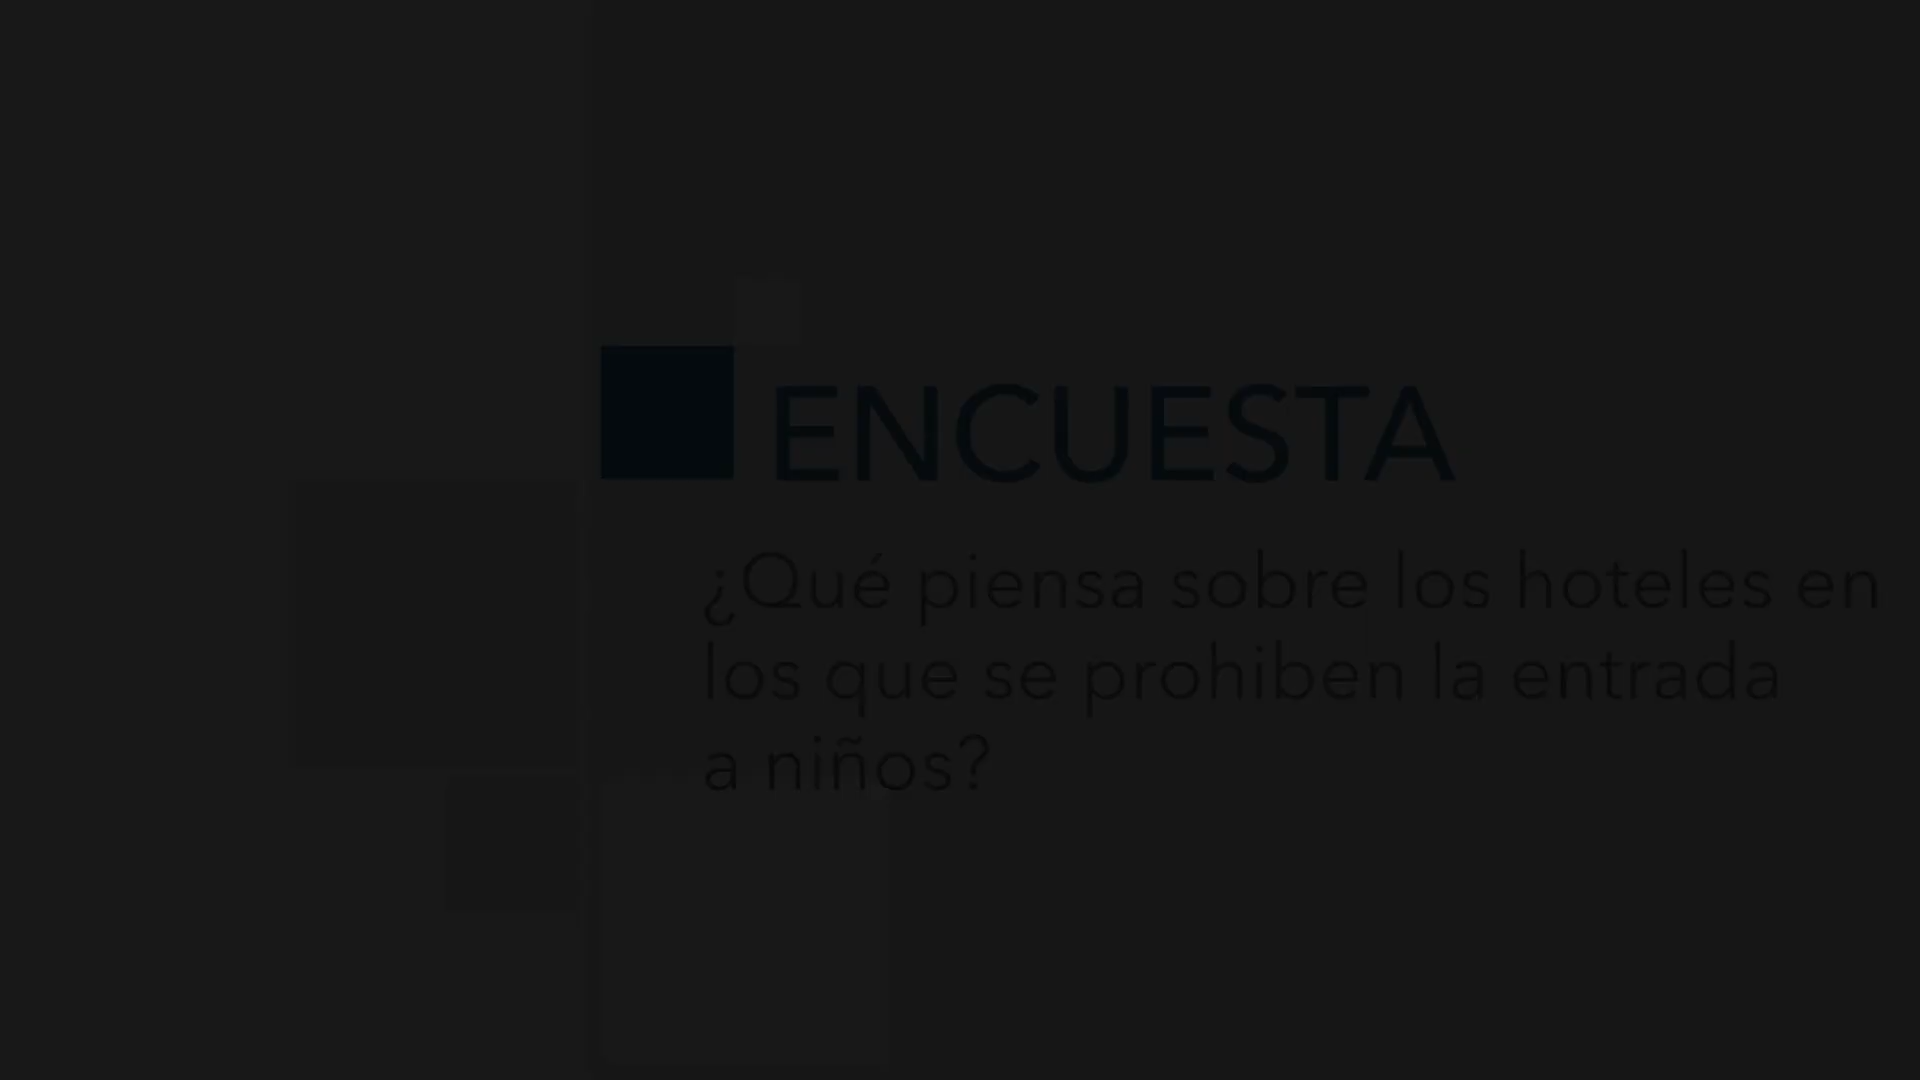 ENCUESTA
¿Qué piensa sobre los hoteles en
los que se prohiben la entrada
a niños?